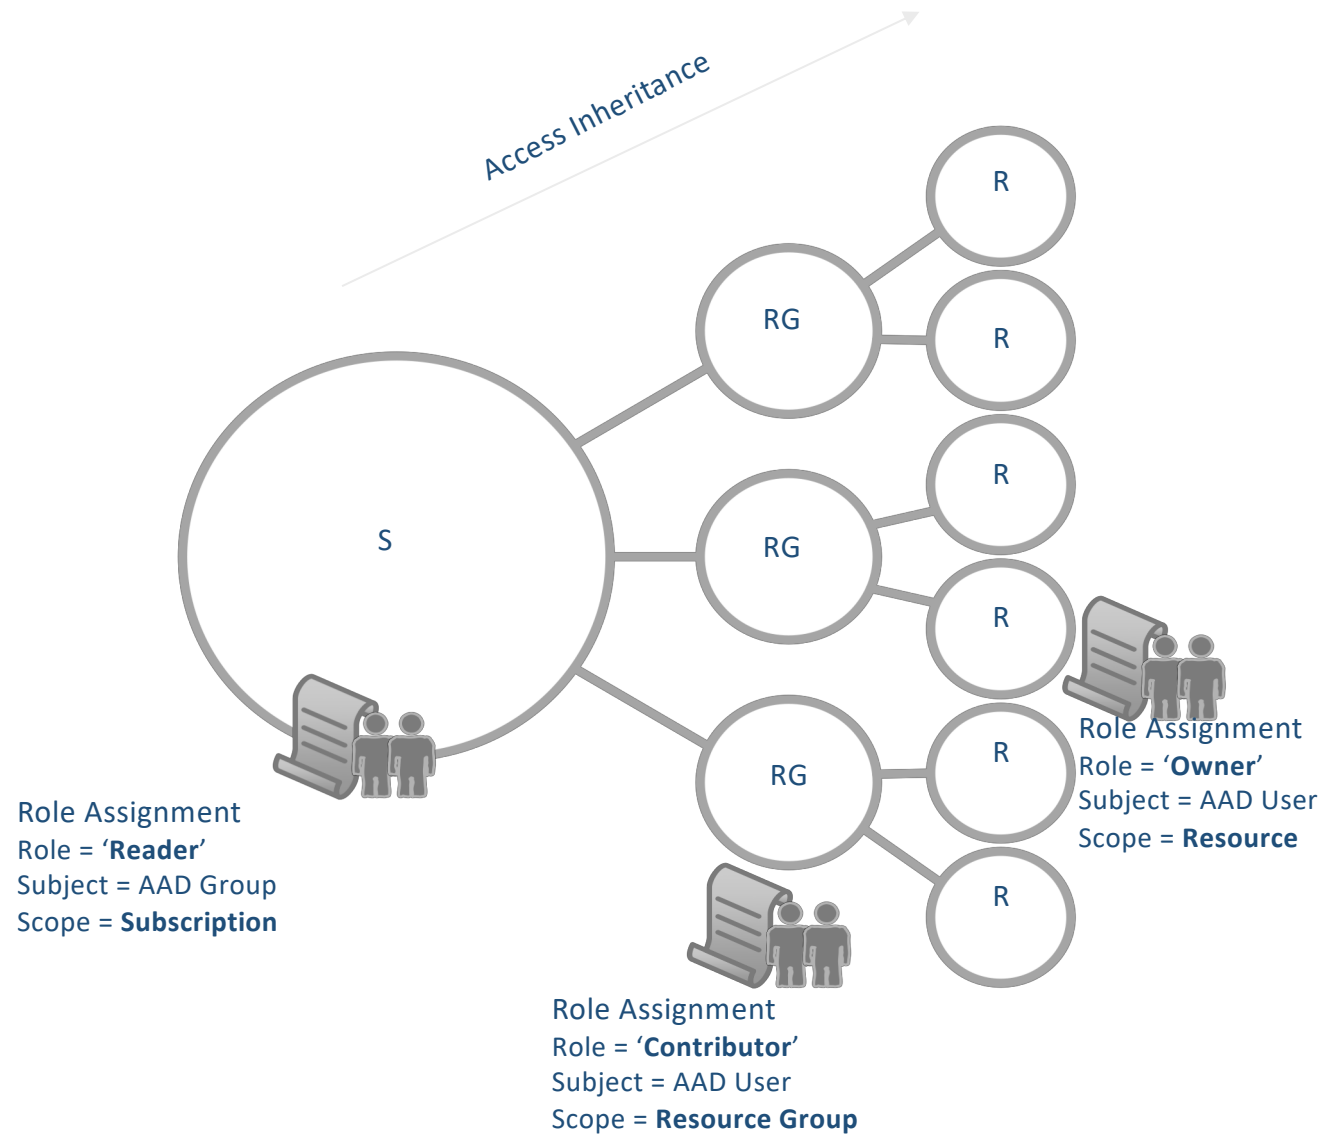 Access Inheritance
R
RG
R
R
S
RG
R
Role Assignment
Role = ‘Owner’
Subject = AAD User
Scope = Resource
R
RG
R
Role Assignment
Role = ‘Reader’
Subject = AAD Group
Scope = Subscription
Role Assignment
Role = ‘Contributor’
Subject = AAD User
Scope = Resource Group